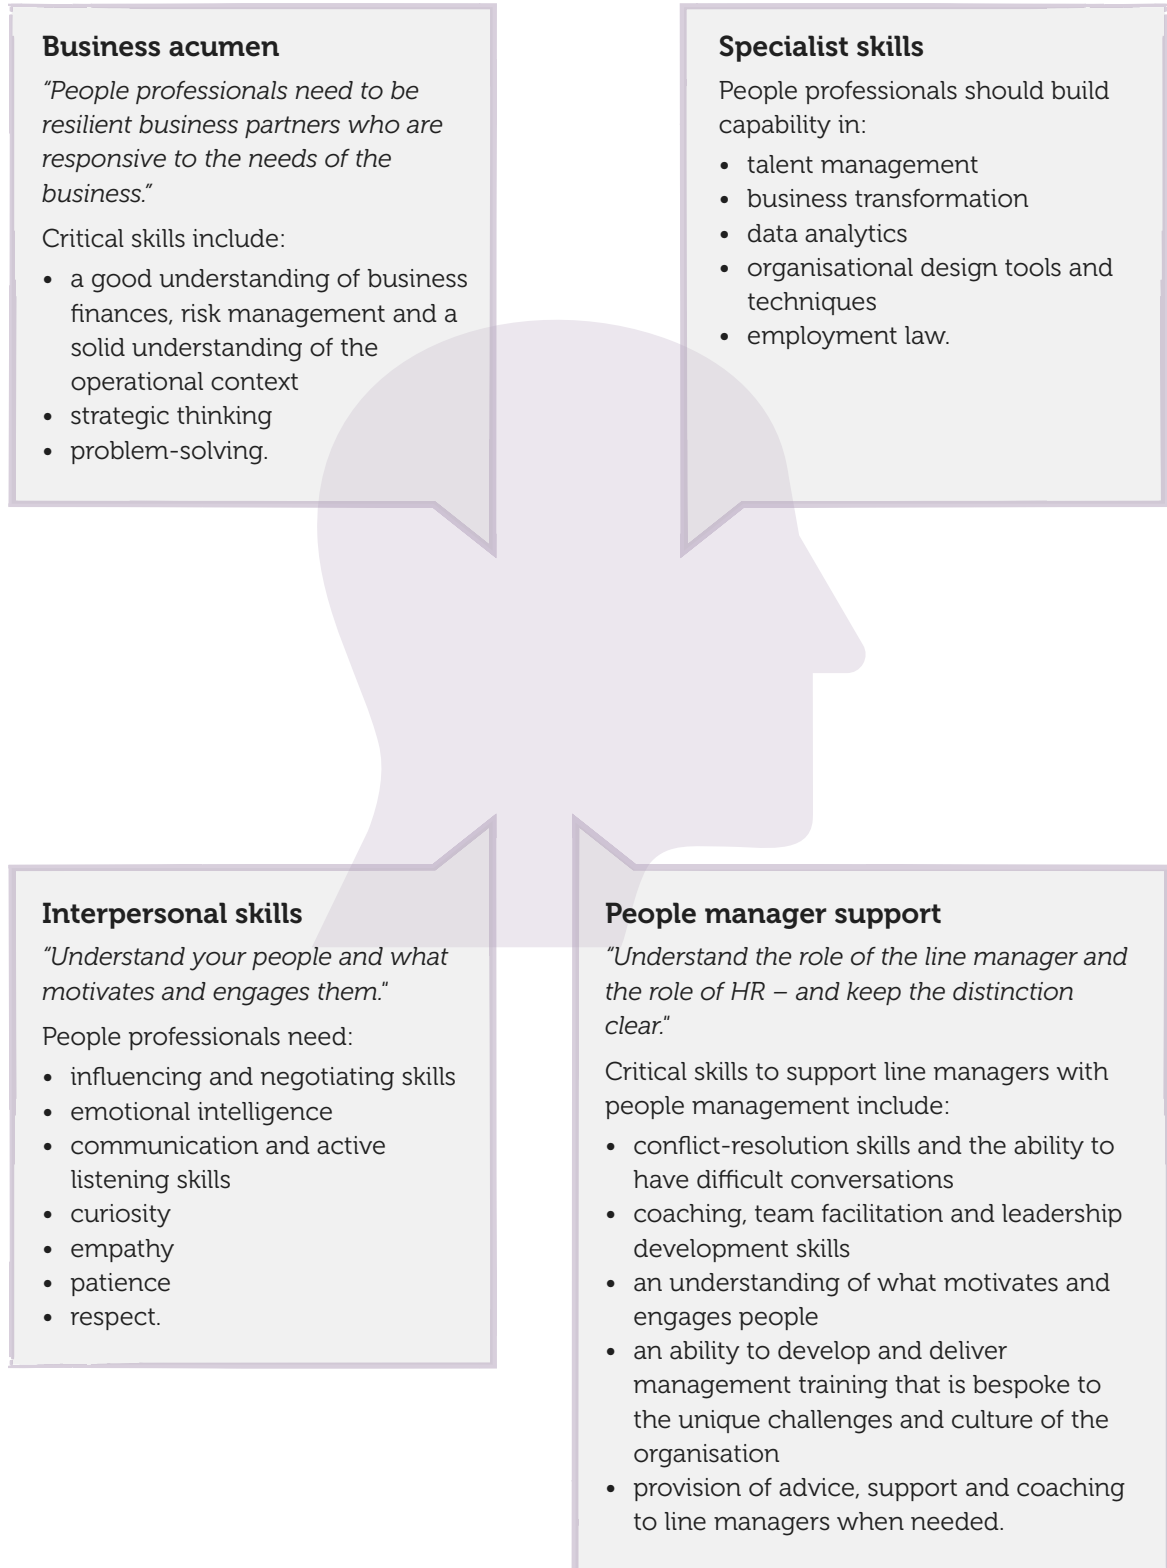 Business acumen
“People professionals need to be
resilient business partners who are
responsive to the needs of the
business.”
Critical skills include:
• a good understanding of business
finances, risk management and a
solid understanding of the
operational context
• strategic thinking
• problem-solving.
Specialist skills
People professionals should build
capability in:
• talent management
• business transformation
• data analytics
• organisational design tools and
techniques
• employment law.
Interpersonal skills
“Understand your people and what
motivates and engages them."
People professionals need:
• influencing and negotiating skills
• emotional intelligence
• communication and active
listening skills
• curiosity
• empathy
• patience
• respect.
People manager support
“Understand the role of the line manager and
the role of HR – and keep the distinction
clear."
Critical skills to support line managers with
people management include:
• conflict-resolution skills and the ability to
have difficult conversations
• coaching, team facilitation and leadership
development skills
• an understanding of what motivates and
engages people
• an ability to develop and deliver
management training that is bespoke to
the unique challenges and culture of the
organisation
• provision of advice, support and coaching
to line managers when needed.